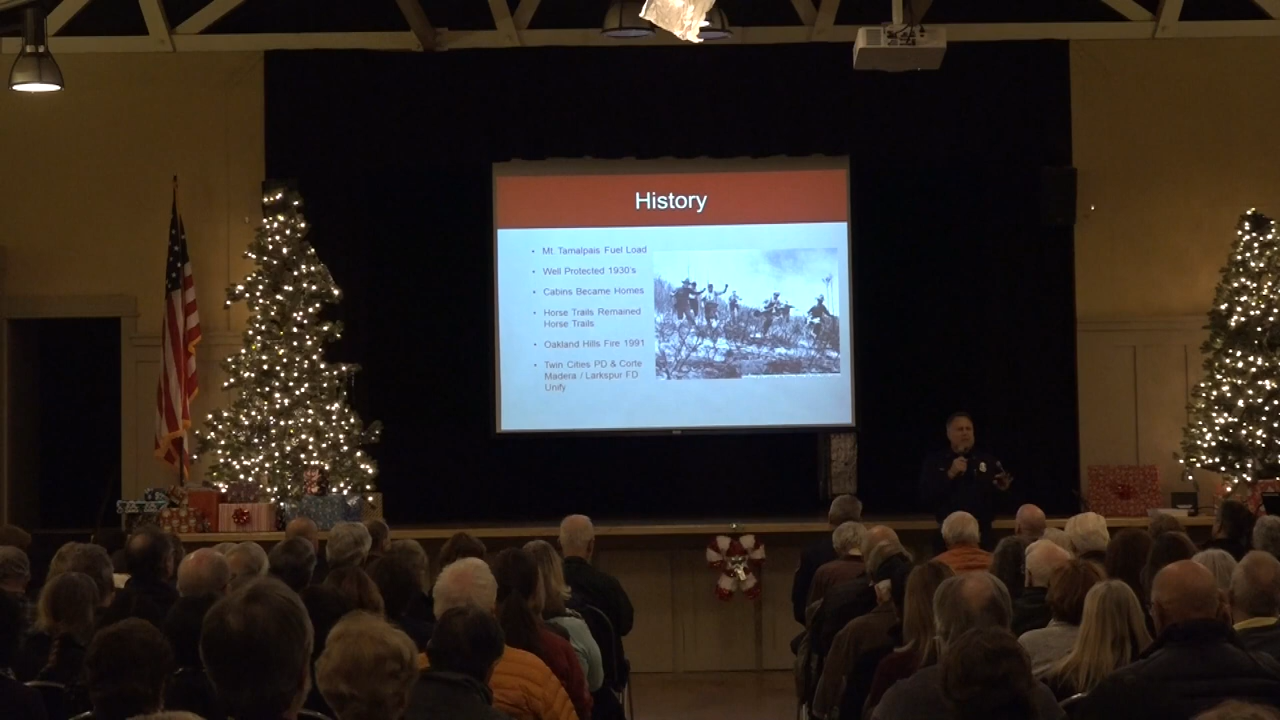 History
• Mt. Tamalpais Fuel Load
• Well Protected 1930's
• Cabins Became Homes
• Horse Trails Remained
Horse Trails
• Oakland Hills Fire 1991
• Twin Cities PD & Corte
Madera / Larkspur FD
Unify